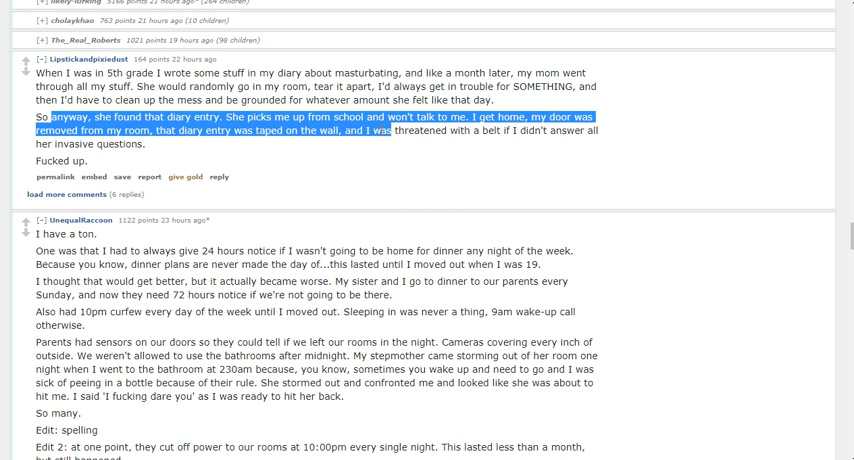 [+] likely-lurking 5166 points 21 hours ago* (264 children)
[+] cholaykhao 763 points 21 hours ago (10 children)
[+] The_Real_Roberts 1021 points 19 hours ago (98 children)
[–] Lipstickandpixiedust 164 points 22 hours ago
When I was in 5th grade I wrote some stuff in my diary about masturbating, and like a month later, my mom went
through all my stuff. She would randomly go in my room, tear it apart, I'd always get in trouble for SOMETHING, and
then I'd have to clean up the mess and be grounded for whatever amount she felt like that day.
So anyway, she found that diary entry. She picks me up from school and won't talk to me. I get home, my door was
removed from my room, that diary entry was taped on the wall, and I was threatened with a belt if I didn't answer all
her invasive questions.
Fucked up.
permalink embed save report give gold reply
load more comments (6 replies)
[–] UnequalRaccoon 1122 points 23 hours ago*
I have a ton.
One was that I had to always give 24 hours notice if I wasn't going to be home for dinner any night of the week.
Because you know, dinner plans are never made the day of...this lasted until I moved out when I was 19.
I thought that would get better, but it actually became worse. My sister and I go to dinner to our parents every
Sunday, and now they need 72 hours notice if we're not going to be there.
Also had 10pm curfew every day of the week until I moved out. Sleeping in was never a thing, 9am wake-up call
otherwise.
Parents had sensors on our doors so they could tell if we left our rooms in the night. Cameras covering every inch of
outside. We weren't allowed to use the bathrooms after midnight. My stepmother came storming out of her room one
night when I went to the bathroom at 230am because, you know, sometimes you wake up and need to go and I was
sick of peeing in a bottle because of their rule. She stormed out and confronted me and looked like she was about to
hit me. I said 'I fucking dare you' as I was ready to hit her back.
So many.
Edit: spelling
Edit 2: at one point, they cut off power to our rooms at 10:00pm every single night. This lasted less than a month,
but still happened